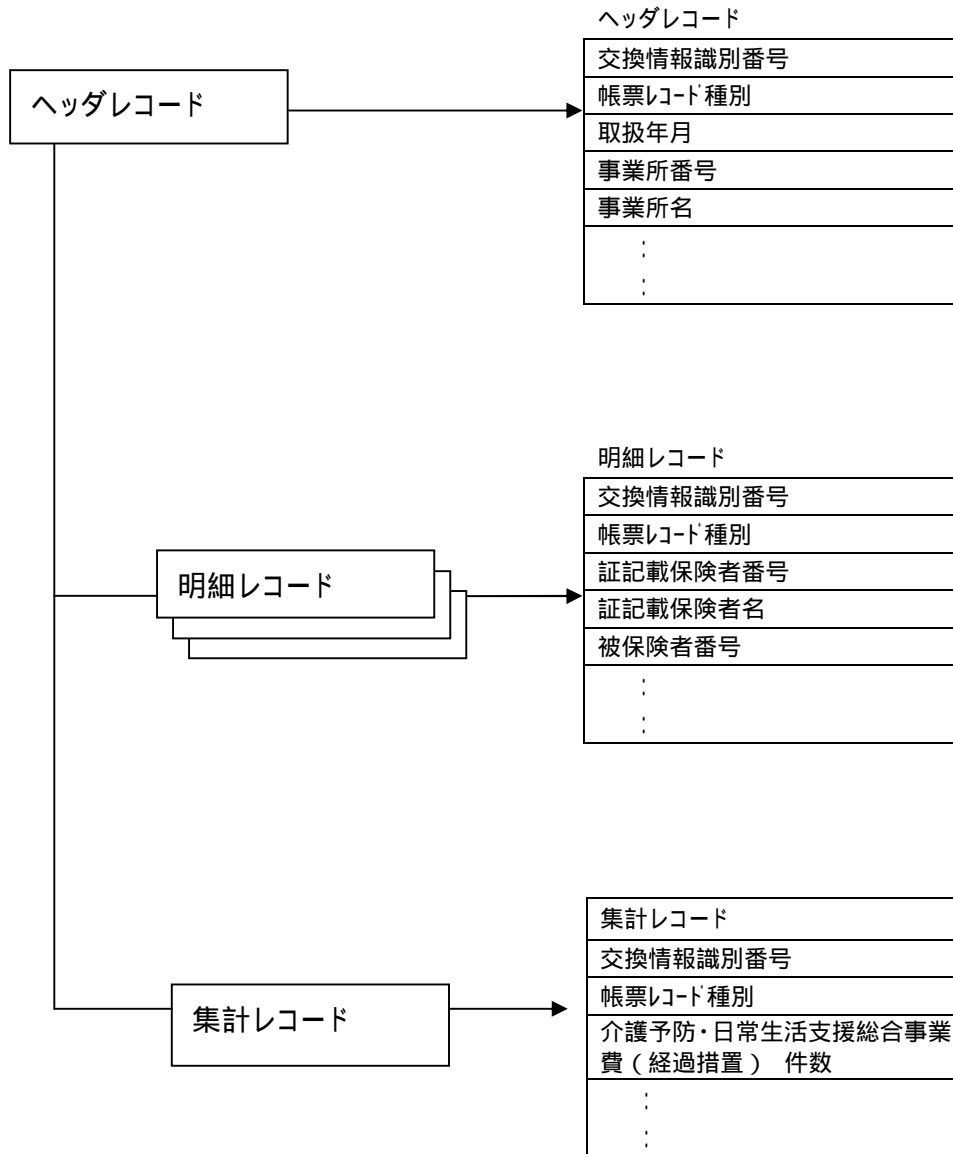 ヘッダレコード
ヘッダレコード
交換情報識別番号
帳票ﾚｺｰﾄﾞ種別
取扱年月
事業所番号
事業所名
:
:
明細レコード
明細レコード
交換情報識別番号
帳票ﾚｺｰﾄﾞ種別
証記載保険者番号
証記載保険者名
被保険者番号
:
:
集計レコード
集計レコード
交換情報識別番号
帳票ﾚｺｰﾄﾞ種別
介護予防・日常生活支援総合事業
費(経過措置) 件数
:
: